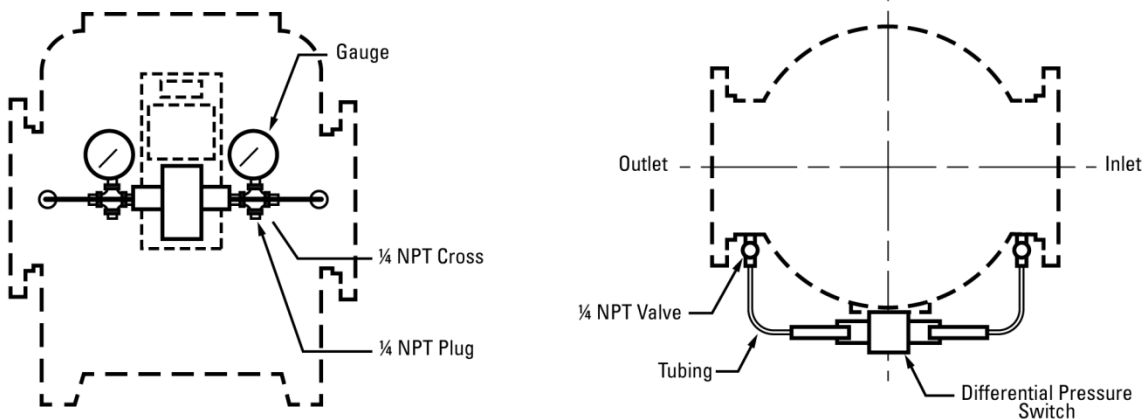 Gauge
¼ NPT Cross
¼ NPT Plug
Outlet
Inlet
¼ NPT Valve
Tubing
Differential Pressure
Switch